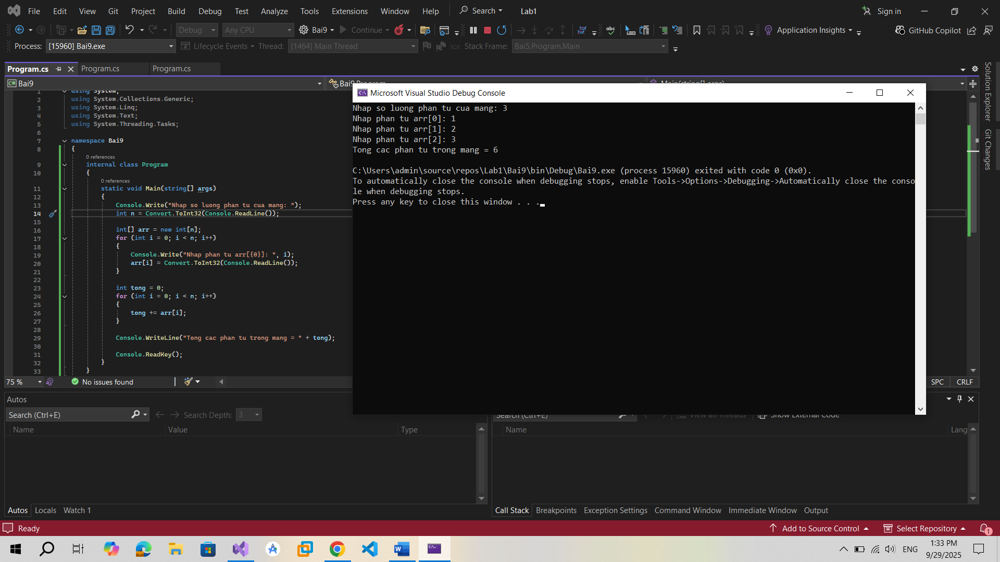 File Edit View Git Project Build Debug Test Analyze Tools Extensions Window Help Search Lab1 Sign in
Debug Any CPU Bai9 Continue abc Application Insights GitHub Copilot
Process: [15960] Bai9.exe Lifecycle Events Thread: [1464] Main Thread Stack Frame: Bai5.Program.Main
Program.cs Program.cs Program.cs
C# Bai9 Bai9.Program Main(string[] args)
1 using System;
2 using System.Collections.Generic;
3 using System.Linq;
4 using System.Text;
5 using System.Threading.Tasks;
6
7 namespace Bai9
8 {
0 references
9 internal class Program
10 {
0 references
11 static void Main(string[] args)
12 {
13 Console.Write("Nhap so luong phan tu cua mang: ");
14 int n = Convert.ToInt32(Console.ReadLine());
15
16 int[] arr = new int[n];
17 for (int i = 0; i < n; i++)
18 {
19 Console.Write("Nhap phan tu arr[{0}]: ", i);
20 arr[i] = Convert.ToInt32(Console.ReadLine());
21 }
22
23 int tong = 0;
24 for (int i = 0; i < n; i++)
25 {
26 tong += arr[i];
27 }
28
29 Console.WriteLine("Tong cac phan tu trong mang = " + tong);
30
31 Console.ReadKey();
32 }
33 }
75 % No issues found SPC CRLF
Microsoft Visual Studio Debug Console
Nhap so luong phan tu cua mang: 3
Nhap phan tu arr[0]: 1
Nhap phan tu arr[1]: 2
Nhap phan tu arr[2]: 3
Tong cac phan tu trong mang = 6
C:\Users\admin\source\repos\Lab1\Bai9\bin\Debug\Bai9.exe (process 15960) exited with code 0 (0x0).
To automatically close the console when debugging stops, enable Tools->Options->Debugging->Automatically close the conso
le when debugging stops.
Press any key to close this window . . .
Solution Explorer
Git Changes
Autos
Search (Ctrl+E) Search Depth: 3
Name Value Type
Autos Locals Watch 1
Search (Ctrl+E) View all Threads Show External Code
Name Lang
Call Stack Breakpoints Exception Settings Command Window Immediate Window Output
Ready Add to Source Control Select Repository 1
ENG 1:33 PM
9/29/2025